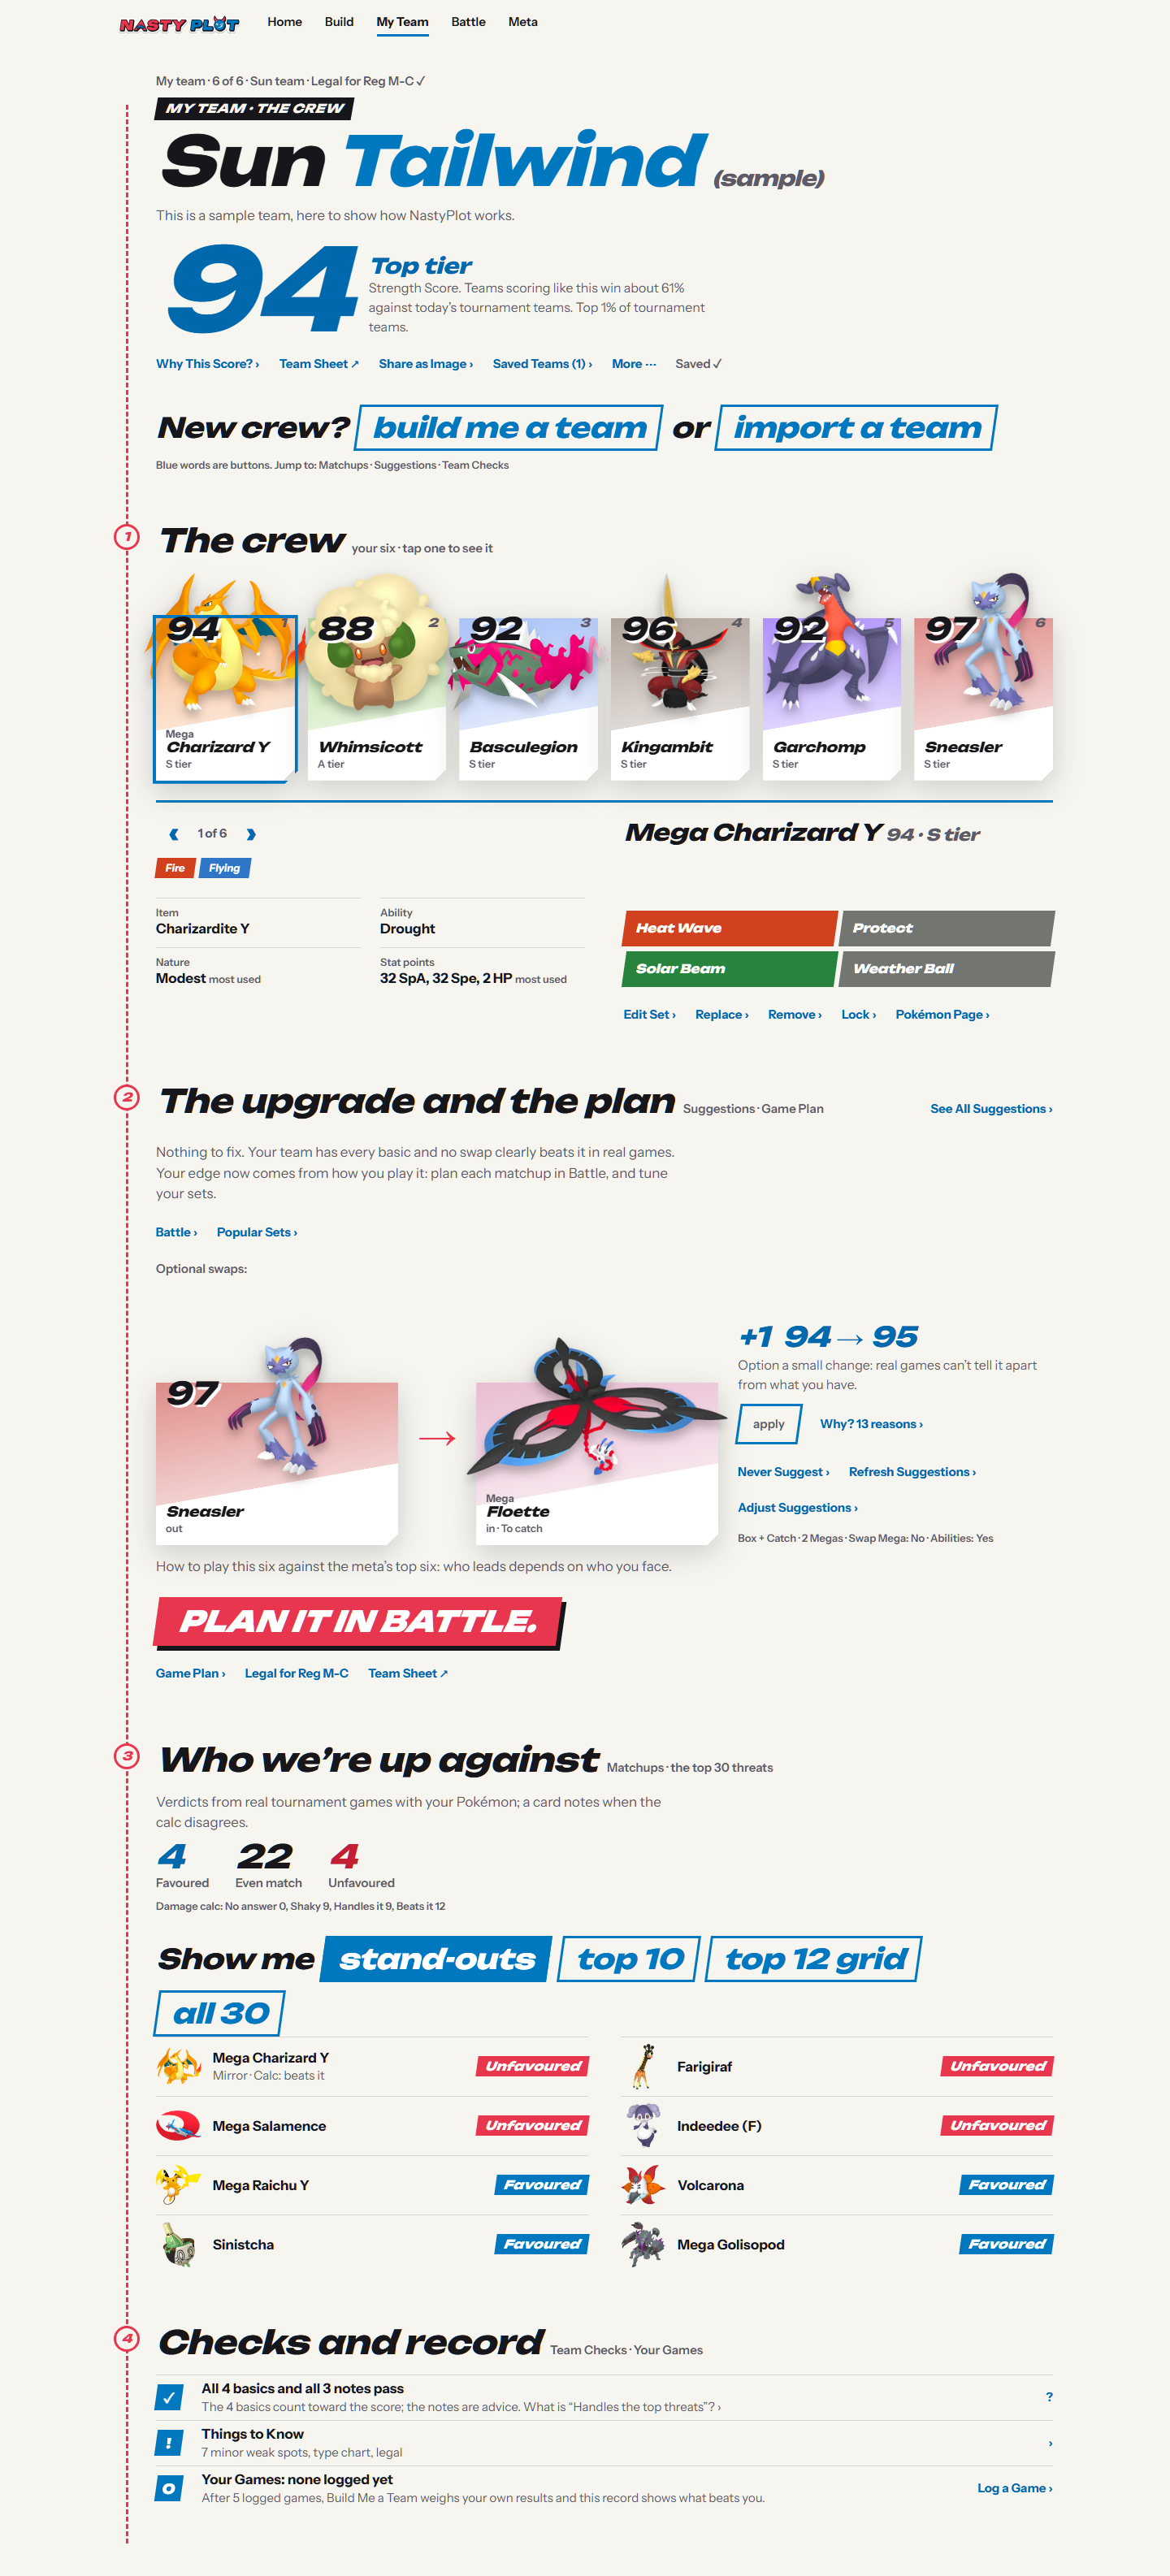 NASTY PLOT
Home Build My Team Battle Meta
My team · 6 of 6 · Sun team · Legal for Reg M-C ✓
MY TEAM · THE CREW
Sun Tailwind (sample)
This is a sample team, here to show how NastyPlot works.
94
Top tier
Strength Score. Teams scoring like this win about 61%
against today's tournament teams. Top 1% of tournament
teams.
Why This Score? › Team Sheet ↗ Share as Image › Saved Teams (1) › More ··· Saved ✓
New crew? build me a team or import a team
Blue words are buttons. Jump to: Matchups · Suggestions · Team Checks
1
The crew your six · tap one to see it
94 1
Mega
Charizard Y
S tier
88 2
Whimsicott
A tier
92 3
Basculegion
S tier
96 4
Kingambit
S tier
92 5
Garchomp
S tier
97 6
Sneasler
S tier
‹ 1 of 6 ›
Fire Flying
Item
Charizardite Y
Ability
Drought
Nature
Modest most used
Stat points
32 SpA, 32 Spe, 2 HP most used
Mega Charizard Y 94 · S tier
Heat Wave Protect
Solar Beam Weather Ball
Edit Set › Replace › Remove › Lock › Pokémon Page ›
2
The upgrade and the plan Suggestions · Game Plan See All Suggestions ›
Nothing to fix. Your team has every basic and no swap clearly beats it in real games.
Your edge now comes from how you play it: plan each matchup in Battle, and tune
your sets.
Battle › Popular Sets ›
Optional swaps:
97
Sneasler
out
→
Mega
Floette
in · To catch
+1 94 → 95
Option a small change: real games can't tell it apart
from what you have.
apply Why? 13 reasons ›
Never Suggest › Refresh Suggestions ›
Adjust Suggestions ›
Box + Catch · 2 Megas · Swap Mega: No · Abilities: Yes
How to play this six against the meta's top six: who leads depends on who you face.
PLAN IT IN BATTLE.
Game Plan › Legal for Reg M-C Team Sheet ↗
3
Who we're up against Matchups · the top 30 threats
Verdicts from real tournament games with your Pokémon; a card notes when the
calc disagrees.
4 22 4
Favoured Even match Unfavoured
Damage calc: No answer 0, Shaky 9, Handles it 9, Beats it 12
Show me stand-outs top 10 top 12 grid
all 30
Mega Charizard Y
Mirror · Calc: beats it
Unfavoured
Farigiraf Unfavoured
Mega Salamence Unfavoured
Indeedee (F) Unfavoured
Mega Raichu Y Favoured
Volcarona Favoured
Sinistcha Favoured
Mega Golisopod Favoured
4
Checks and record Team Checks · Your Games
✓
All 4 basics and all 3 notes pass
The 4 basics count toward the score; the notes are advice. What is “Handles the top threats”? ›
?
!
Things to Know
7 minor weak spots, type chart, legal
›
O
Your Games: none logged yet
After 5 logged games, Build Me a Team weighs your own results and this record shows what beats you.
Log a Game ›